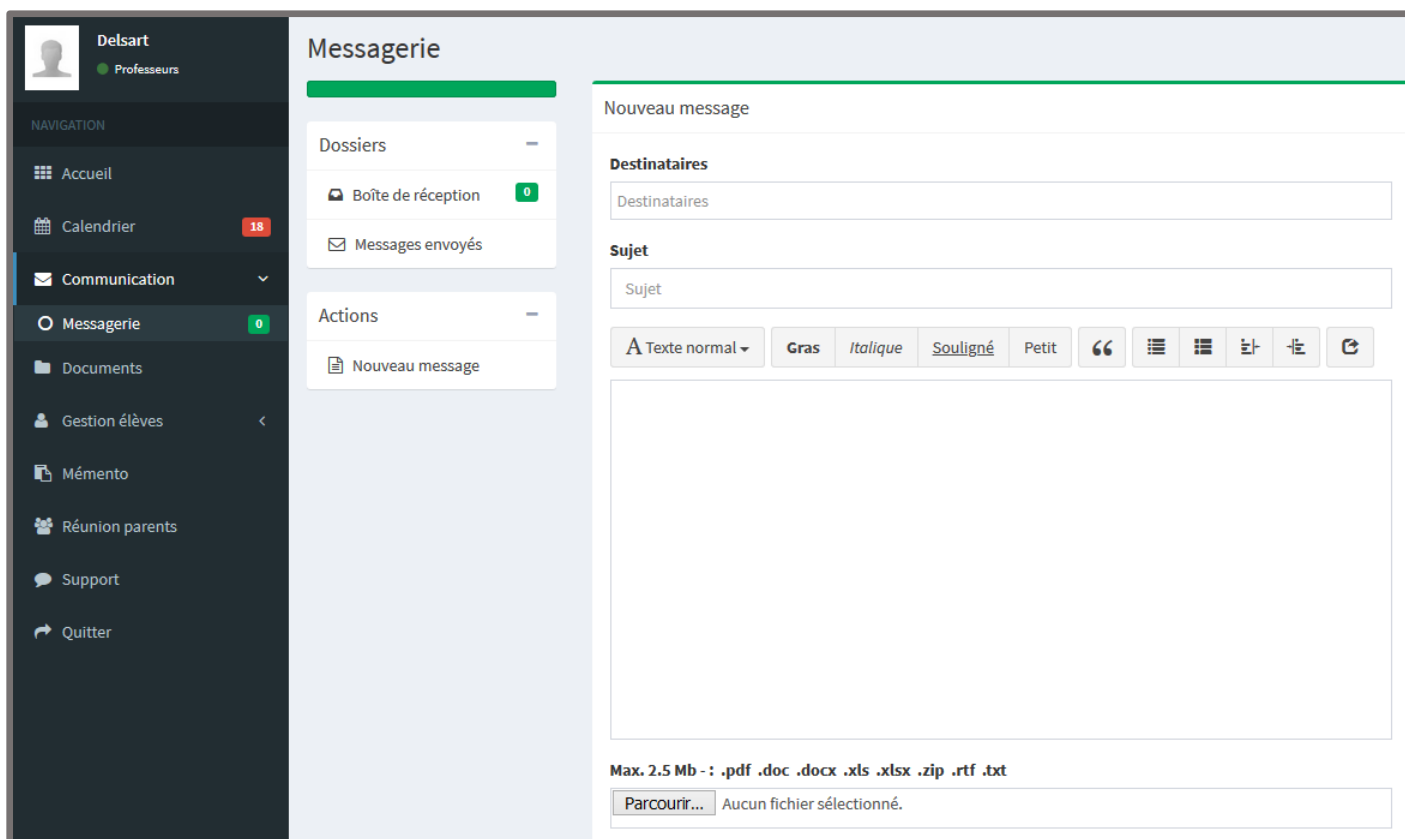 Delsart
Professeurs
NAVIGATION
Accueil
Calendrier 18
Communication
Messagerie 0
Documents
Gestion élèves
Mémento
Réunion parents
Support
Quitter
Messagerie
Dossiers
Boîte de réception 0
Messages envoyés
Actions
Nouveau message
Nouveau message
Destinataires
Destinataires
Sujet
Sujet
A Texte normal Gras Italique Souligné Petit
Max. 2.5 Mb - : .pdf .doc .docx .xls .xlsx .zip .rtf .txt
Parcourir... Aucun fichier sélectionné.